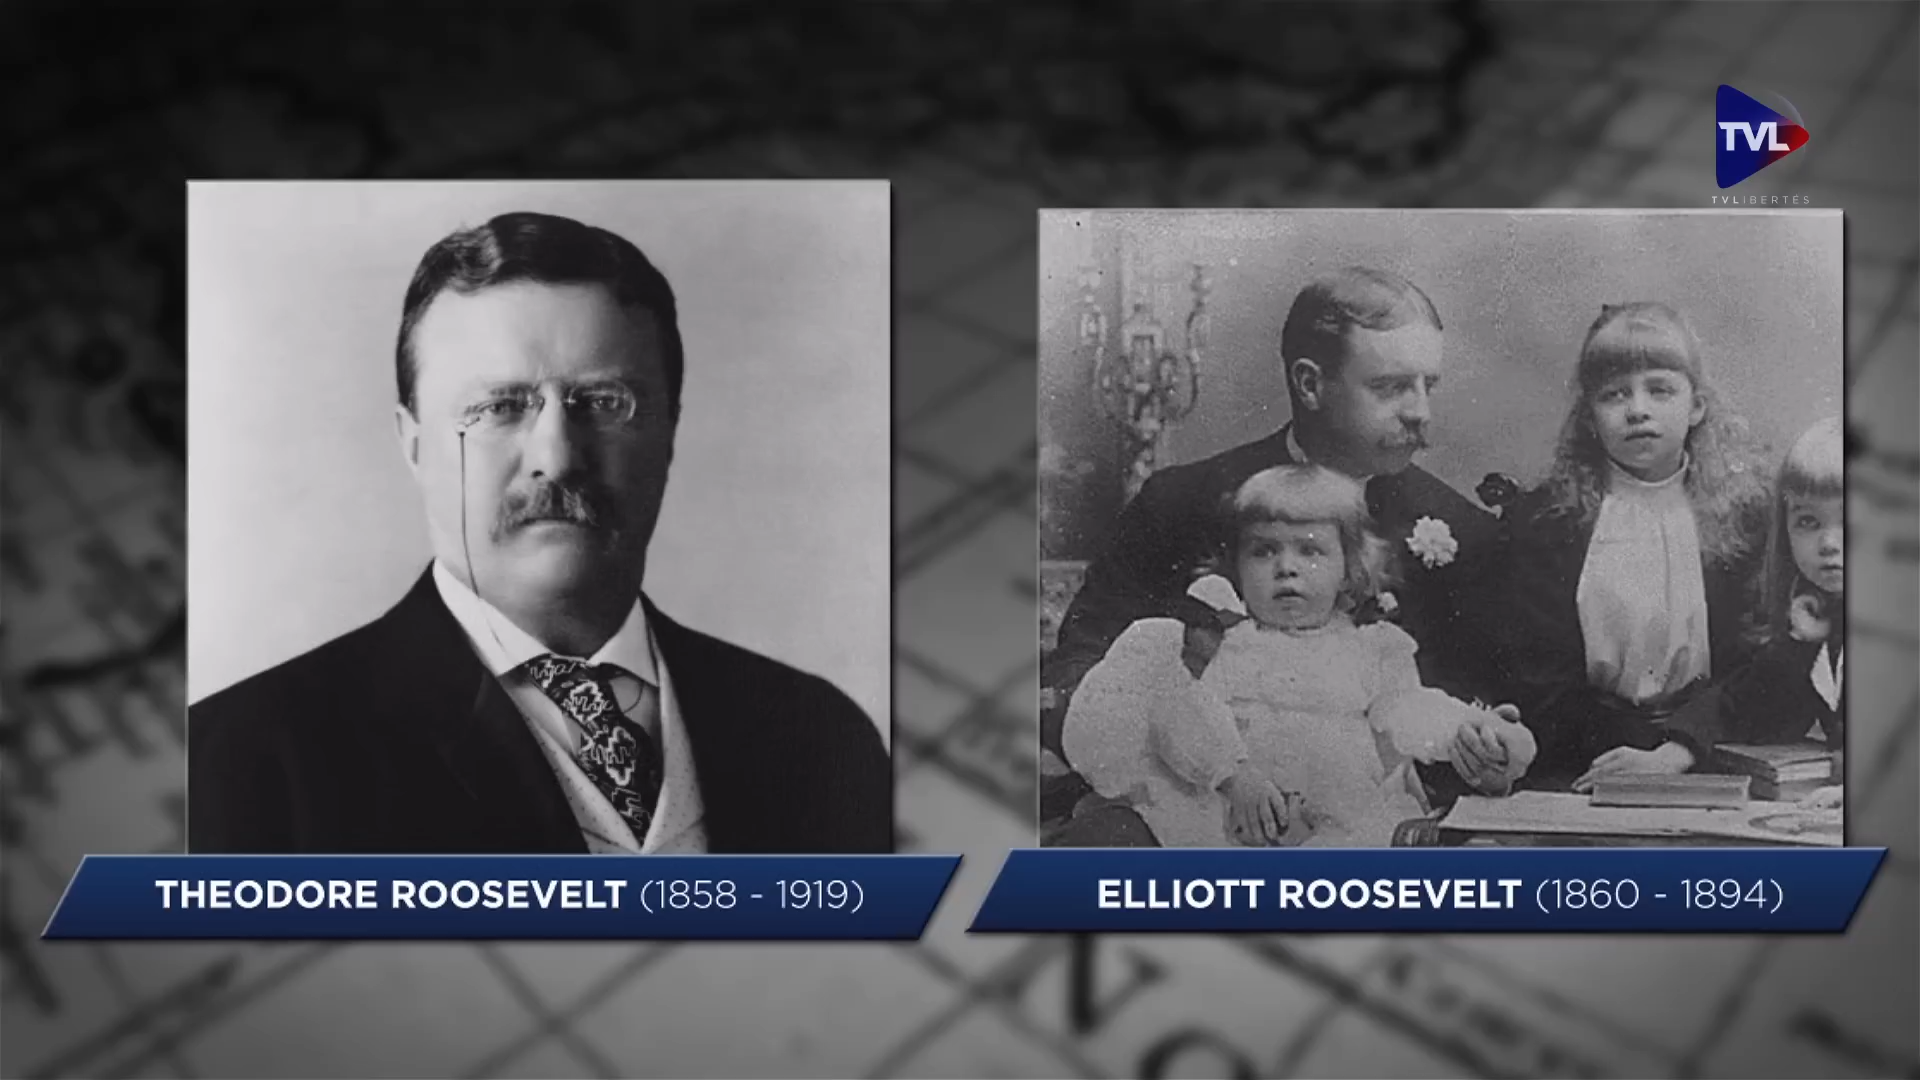 TVL
TVLIBERTÉS
THEODORE ROOSEVELT (1858 - 1919)
ELLIOTT ROOSEVELT (1860 - 1894)